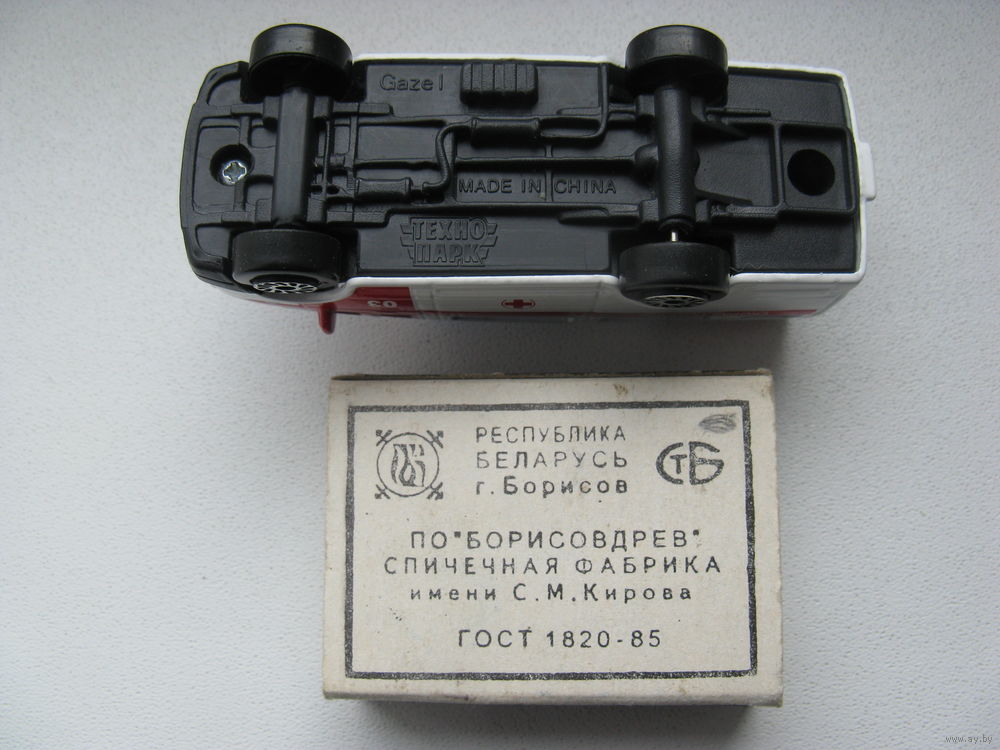 Gazel
MADE IN CHINA
ТЕХНО
ПАРК
03
РЕСПУБЛИКА
БЕЛАРУСЬ
г. Борисов
СТБ
ПО "БОРИСОВДРЕВ"
СПИЧЕЧНАЯ ФАБРИКА
имени С.М.Кирова
ГОСТ 1820-85
www.ay.by